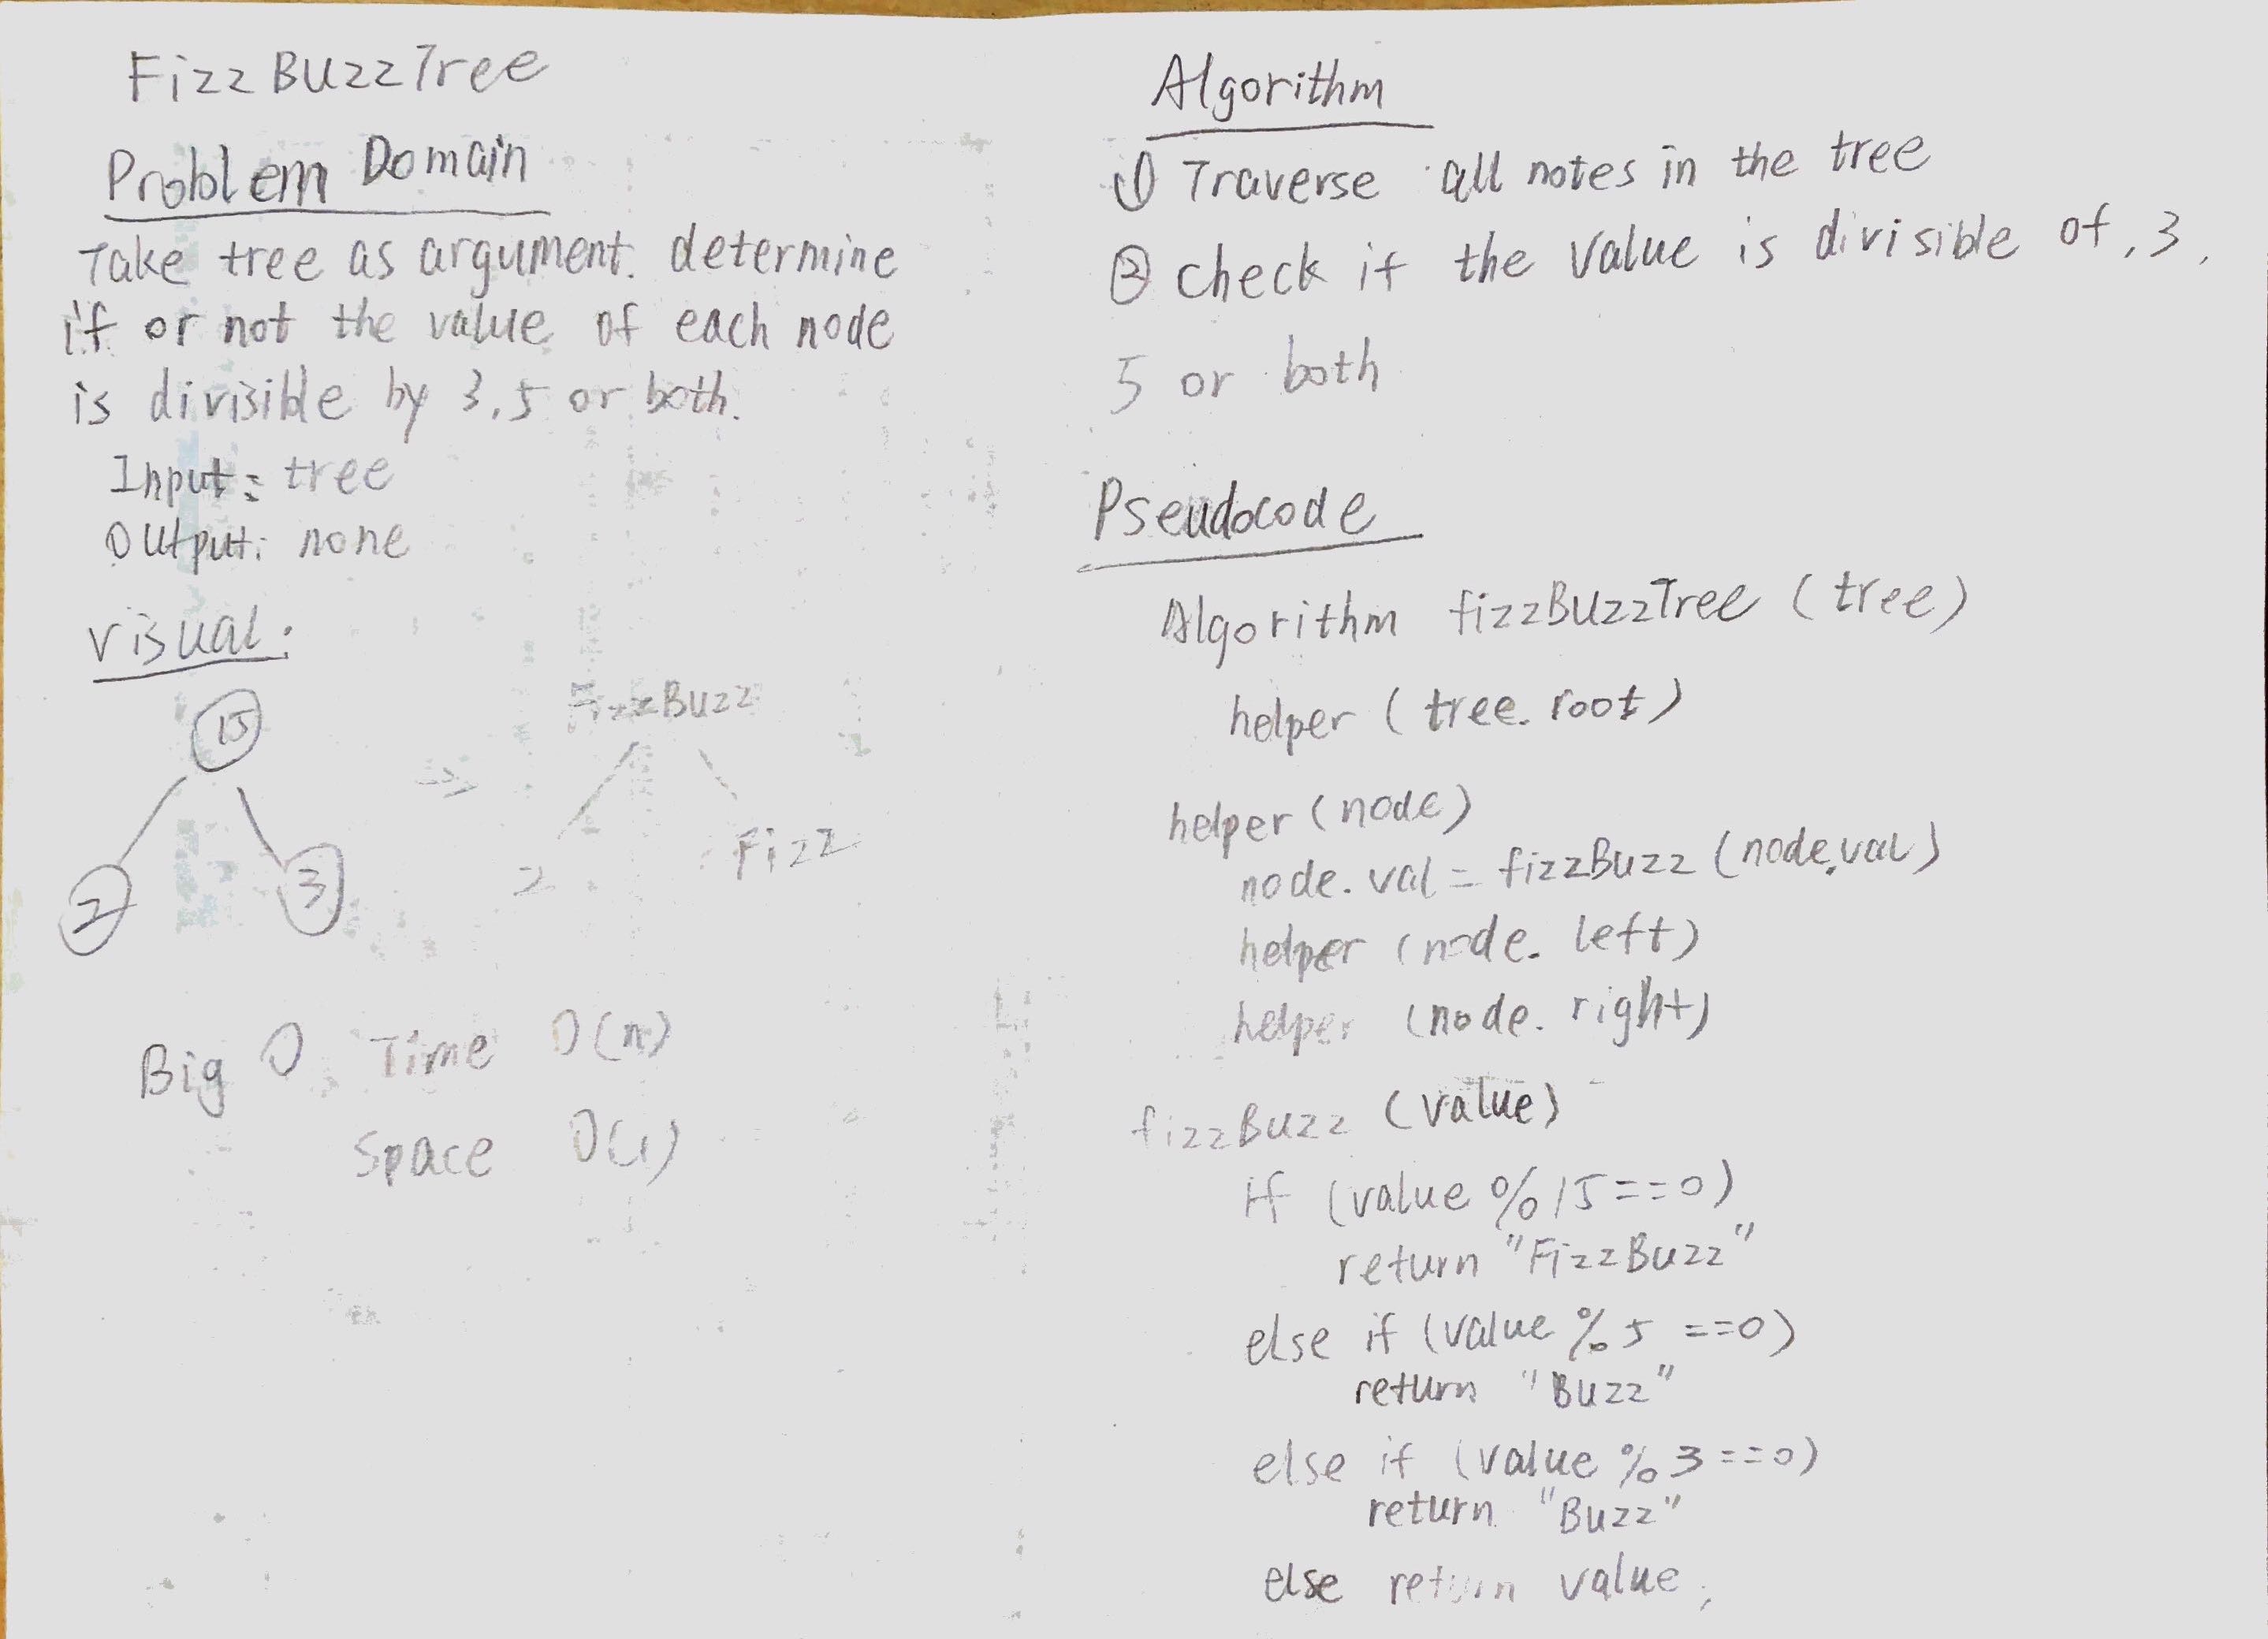 FizzBuzzTree
Problem Domain
Take tree as argument. determine
if or not the value of each node
is divisible by 3,5 or both.
Input: tree
Output: none
visual:
15
2
3
=>
FizzBuzz
2
Fizz
Big O Time O(n)
Space O(1)
Algorithm
① Traverse all notes in the tree
② check if the value is divisible of, 3,
5 or both
Pseudocode
Algorithm fizzBuzzTree (tree)
helper (tree.root)
helper (node)
node.val = fizzBuzz (node.val)
helper (node.left)
helper (node.right)
fizzBuzz (value)
if (value % 15 == 0)
return "FizzBuzz"
else if (value % 5 == 0)
return "Buzz"
else if (value % 3 == 0)
return "Buzz"
else return value;